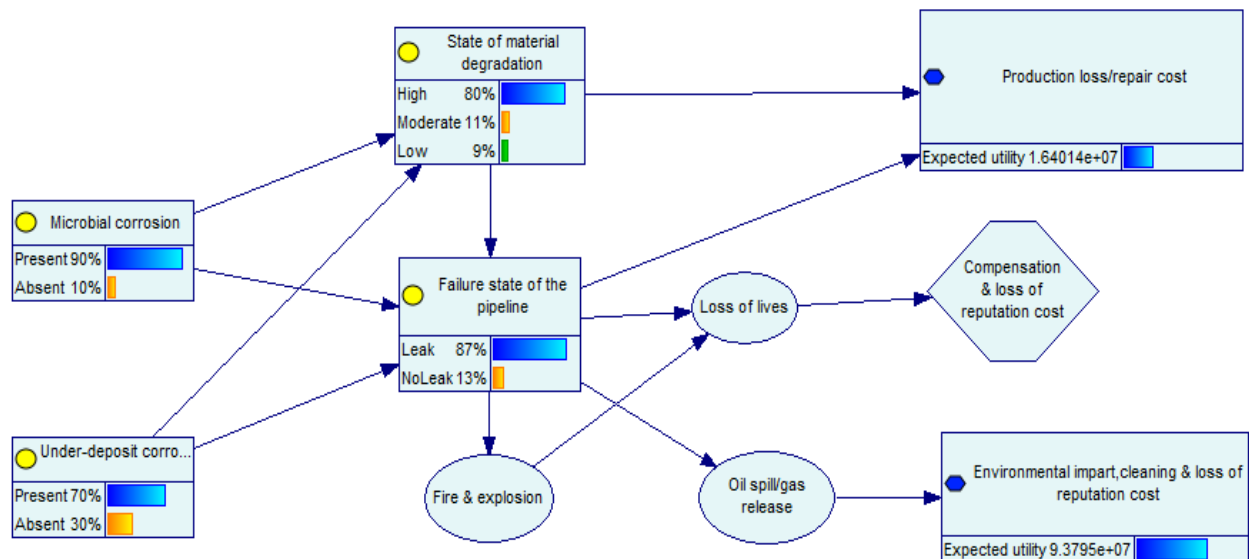 State of material
degradation
High 80%
Moderate 11%
Low 9%
Production loss/repair cost
Expected utility 1.64014e+07
Microbial corrosion
Present 90%
Absent 10%
Failure state of the
pipeline
Leak 87%
NoLeak 13%
Loss of lives
Compensation
& loss of
reputation cost
Under-deposit corro...
Present 70%
Absent 30%
Fire & explosion
Oil spill/gas
release
Environmental impart,cleaning & loss of
reputation cost
Expected utility 9.3795e+07